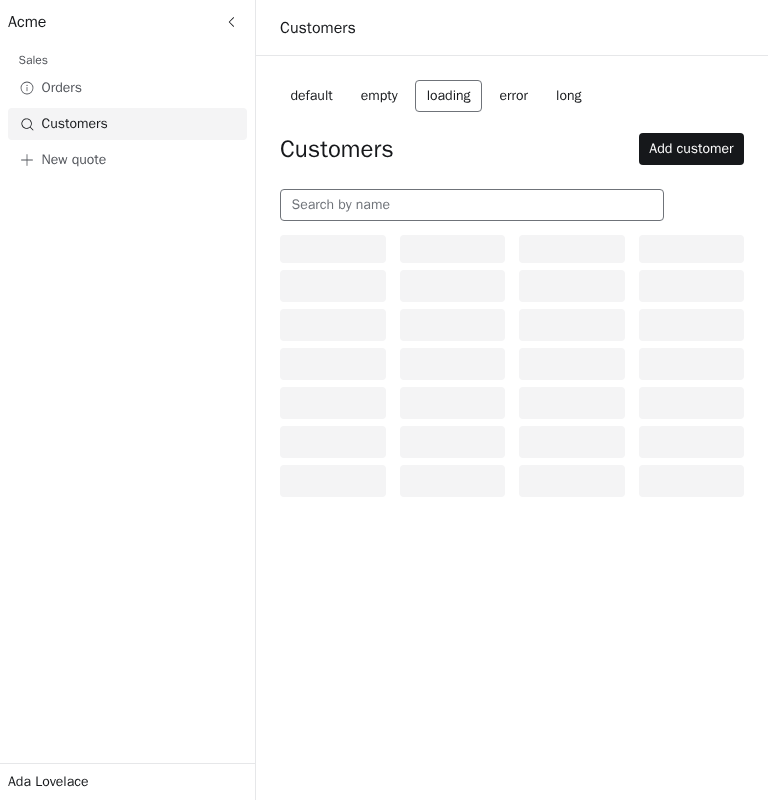 Acme
Sales
Orders
Customers
New quote
Ada Lovelace
Customers
default empty loading error long
Customers
Add customer
Search by name